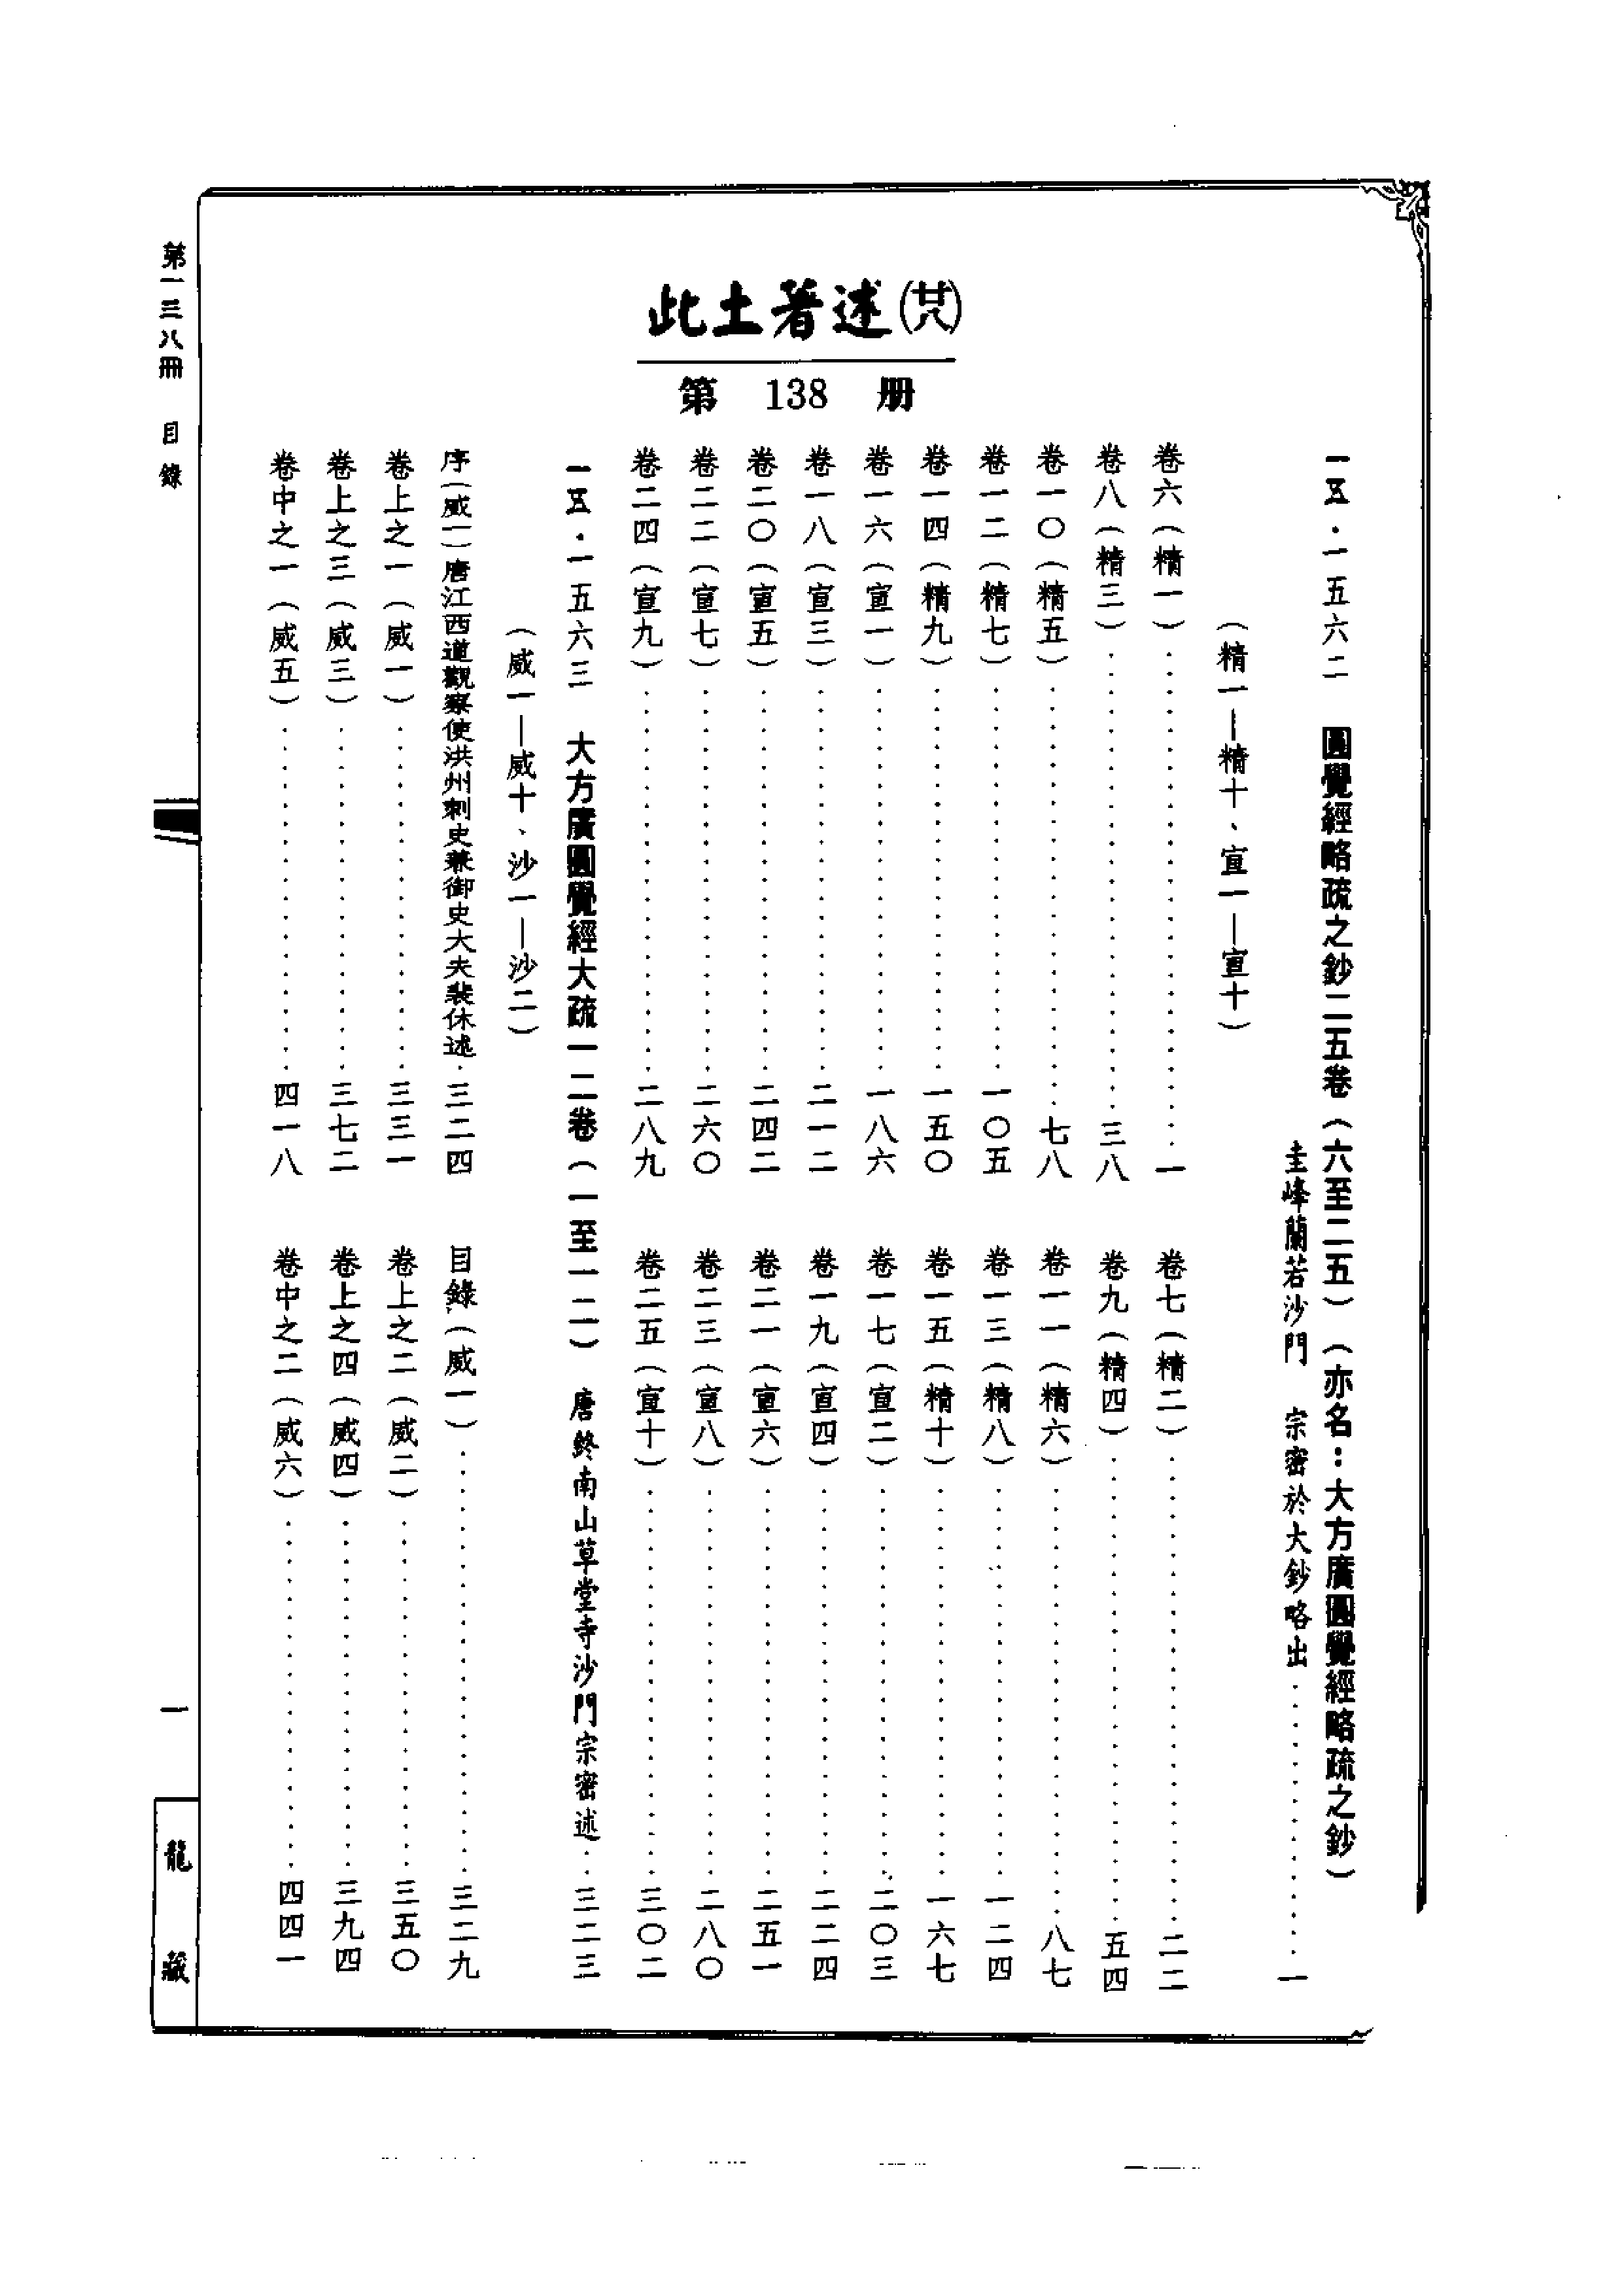 此土著述(廿八)
第 138 册
一五五·一五六二 圓覺經略疏之鈔二五卷（六至二五）（亦名：大方廣圓覺經略疏之鈔）
圭峰蘭若沙門 宗密於大鈔略出……一
（精一—精十、宣一—宣十）
卷六（精一）……一 卷七（精二）……二二
卷八（精三）……三八 卷九（精四）……五四
卷一〇（精五）……七八 卷一一（精六）……八七
卷一二（精七）……一〇五 卷一三（精八）……一二四
卷一四（精九）……一五〇 卷一五（精十）……一六七
卷一六（宣一）……一八六 卷一七（宣二）……二〇三
卷一八（宣三）……二一二 卷一九（宣四）……二二四
卷二〇（宣五）……二四二 卷二一（宣六）……二五一
卷二二（宣七）……二六〇 卷二三（宣八）……二八〇
卷二四（宣九）……二八九 卷二五（宣十）……三〇二
一五五·一五六三 大方廣圓覺經大疏一二卷（一至一二） 唐終南山草堂寺沙門宗密述……三二三
（威一—威十、沙一—沙二）
序（威一）唐江西道觀察使洪州刺史兼御史大夫裴休述·三二四 目錄（威一）……三二九
卷上之一（威一）……三三一 卷上之二（威二）……三五〇
卷上之三（威三）……三七二 卷上之四（威四）……三九四
卷中之一（威五）……四一八 卷中之二（威六）……四四一
第一三八冊 目錄
一
龍藏